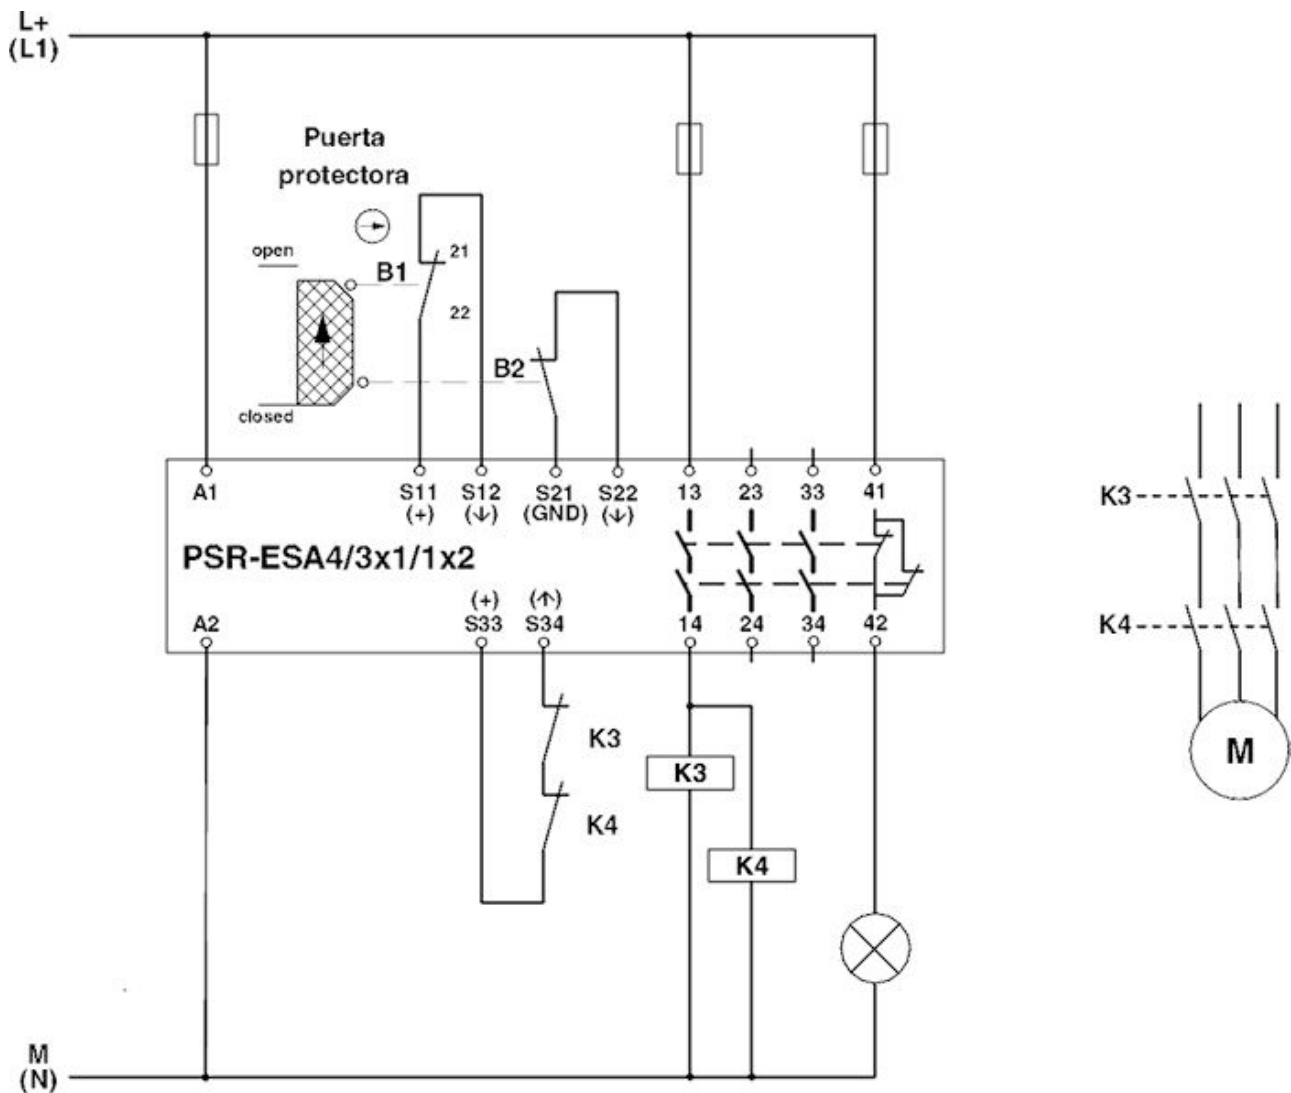 L+
(L1)
Puerta
protectora
open
B1
21
22
B2
closed
A1
S11
(+)
S12
(↓)
S21
(GND)
S22
(↓)
13
23
33
41
PSR-ESA4/3x1/1x2
A2
(+)
S33
(↑)
S34
14
24
34
42
K3
K4
K3
K4
K3
K4
M
M
(N)